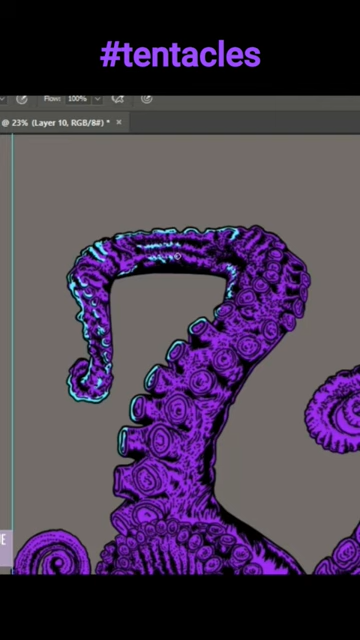 #tentacles
Flow: 100%
@ 23% (Layer 10, RGB/8#) * ×